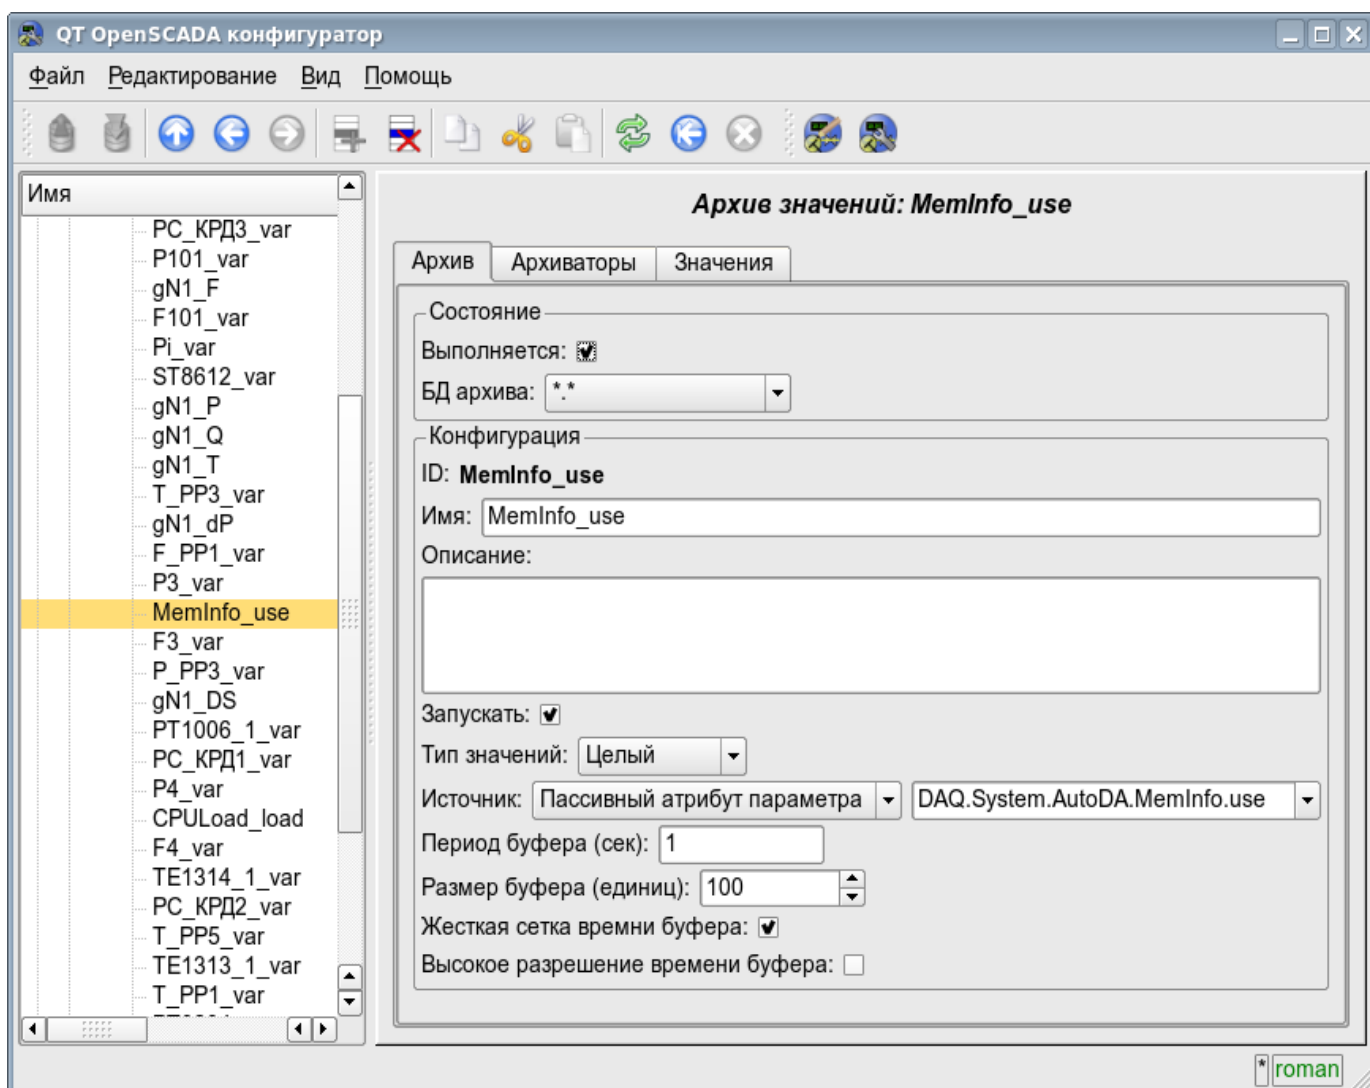 QT OpenSCADA конфигуратор
Файл Редактирование Вид Помощь
Имя
PC_КРД3_var
P101_var
gN1_F
F101_var
Pi_var
ST8612_var
gN1_P
gN1_Q
gN1_T
T_PP3_var
gN1_dP
F_PP1_var
P3_var
MemInfo_use
F3_var
P_PP3_var
gN1_DS
PT1006_1_var
PC_КРД1_var
P4_var
CPULoad_load
F4_var
TE1314_1_var
PC_КРД2_var
T_PP5_var
TE1313_1_var
T_PP1_var
Архив значений: MemInfo_use
Архив Архиваторы Значения
Состояние
Выполняется:
БД архива: *.*
Конфигурация
ID: MemInfo_use
Имя: MemInfo_use
Описание:
Запускать:
Тип значений: Целый
Источник: Пассивный атрибут параметра DAQ.System.AutoDA.MemInfo.use
Период буфера (сек): 1
Размер буфера (единиц): 100
Жесткая сетка времни буфера:
Высокое разрешение времени буфера:
* roman